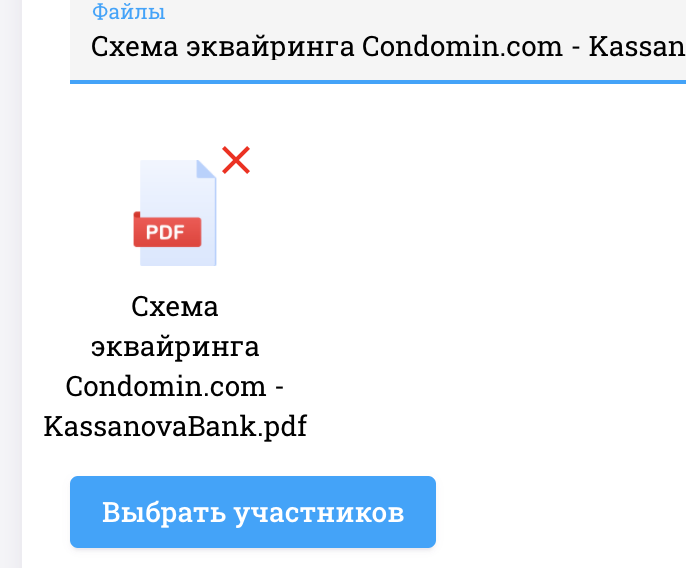 Файлы
Схема эквайринга Condomin.com - Kassan
PDF
Схема
эквайринга
Condomin.com -
KassanovaBank.pdf
Выбрать участников